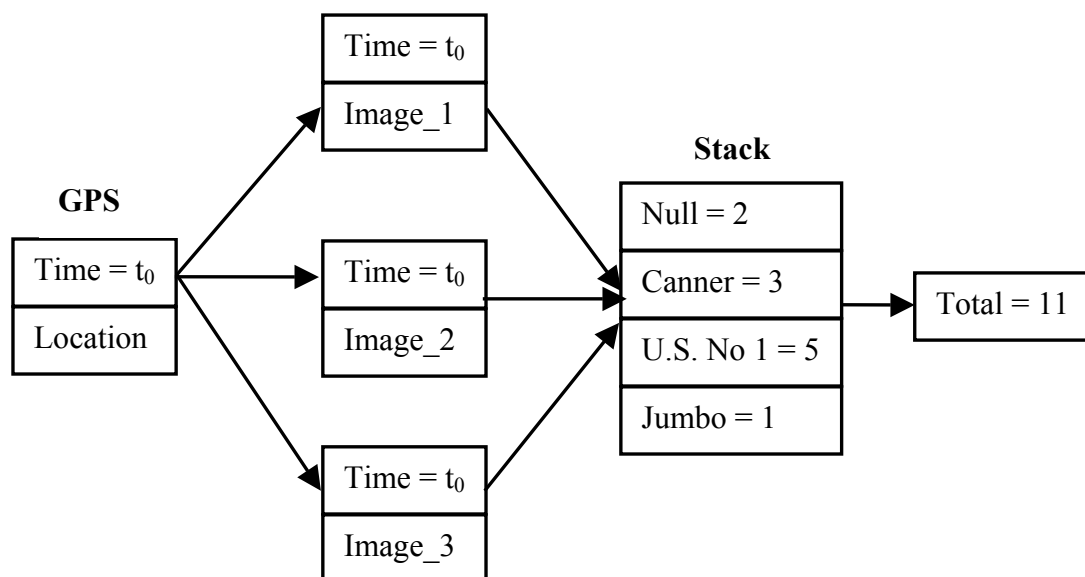 GPS
Time = t₀
Location
Time = t₀
Image_1
Time = t₀
Image_2
Time = t₀
Image_3
Stack
Null = 2
Canner = 3
U.S. No 1 = 5
Jumbo = 1
Total = 11